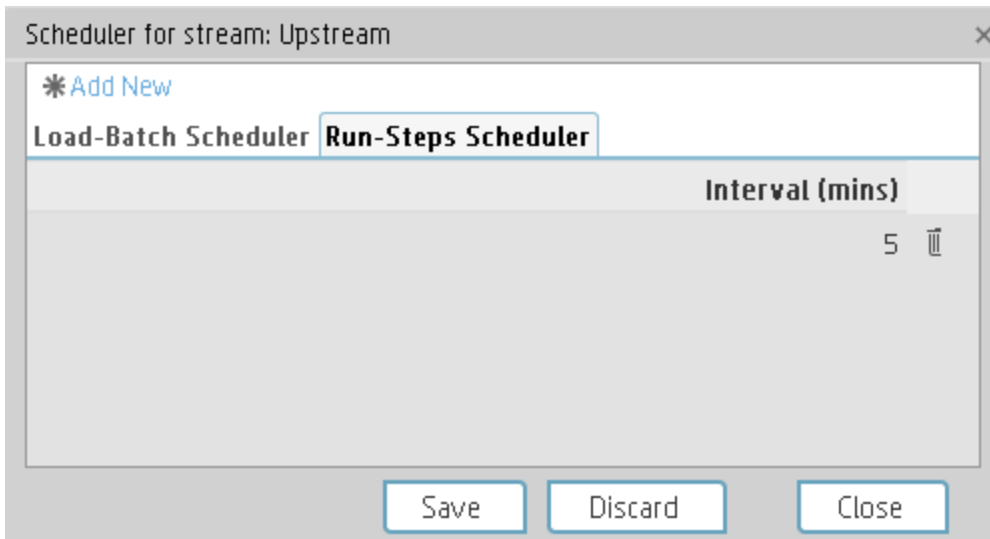 Scheduler for stream: Upstream
Add New
Load-Batch Scheduler Run-Steps Scheduler
Interval (mins)
5
Save Discard Close